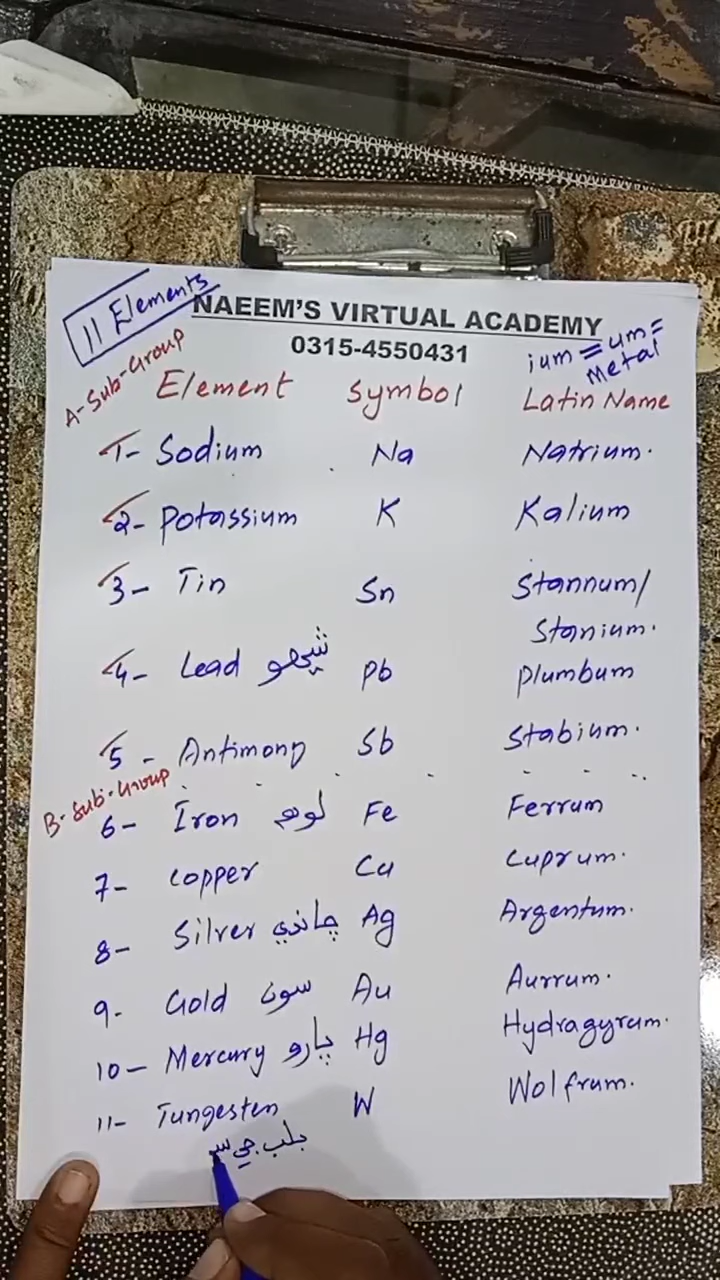 11 Elements
NAEEM'S VIRTUAL ACADEMY
0315-4550431
ium = um =
Metal
A-Sub-Group
Element Symbol Latin Name
1- Sodium Na Natrium.
2- Potassium K Kalium
3- Tin Sn Stannum/
Stanium.
4- Lead شيھو Pb Plumbum
5 - Antimony Sb Stabium.
B-Sub-Group
6- Iron لوھ Fe Ferrum
7- Copper Cu Cuprum.
8- Silver چاندي Ag Argentum.
9- Gold سون Au Aurrum.
10- Mercury پارو Hg Hydragyrum.
11- Tungesten W Wolfrum.
بلب جي